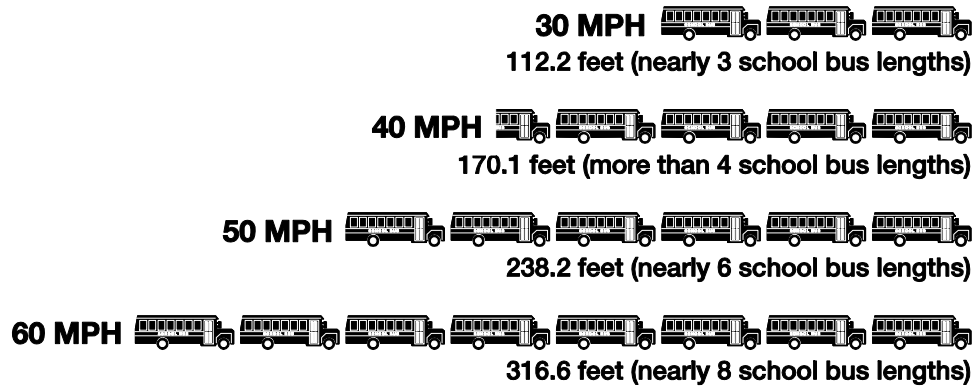 30 MPH
112.2 feet (nearly 3 school bus lengths)
40 MPH
170.1 feet (more than 4 school bus lengths)
50 MPH
238.2 feet (nearly 6 school bus lengths)
60 MPH
316.6 feet (nearly 8 school bus lengths)